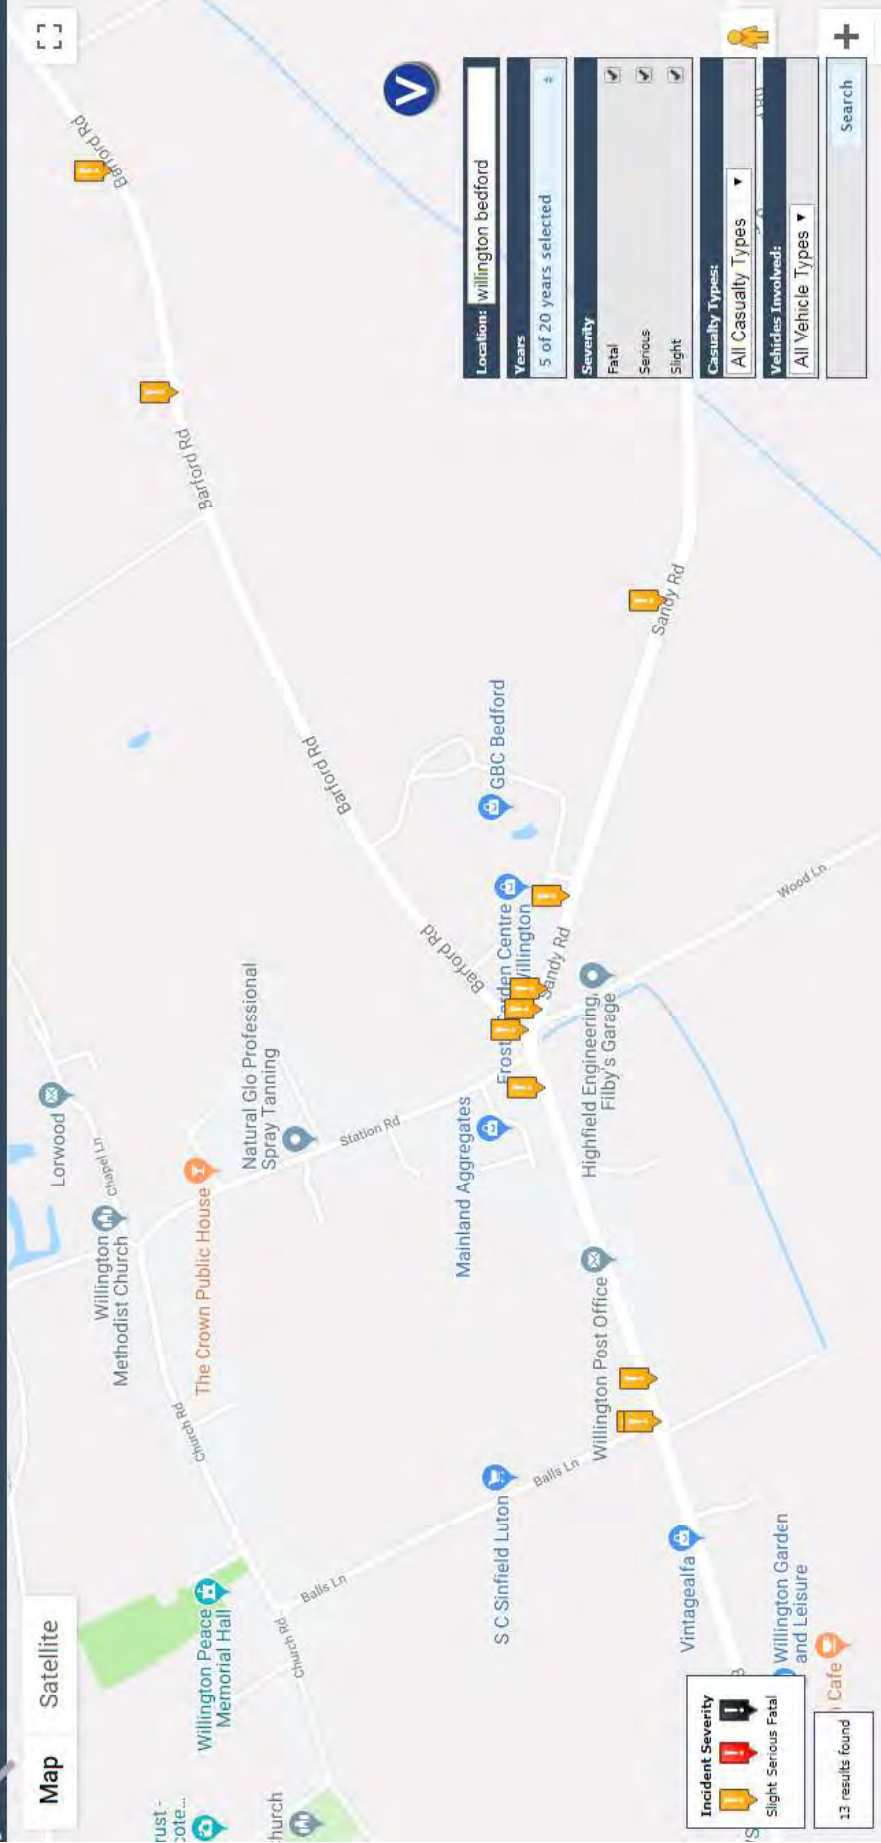 Map Satellite
rust -
cote...
hurch
Willington Peace
Memorial Hall
Church Rd
Balls Ln
Church Rd
Willington
Methodist Church
Chapel Ln
Lorwood
The Crown Public House
Natural Glo Professional
Spray Tanning
Station Rd
Barford Rd
Barford Rd
Barford Rd
Barford Rd
S C Sinfield Luton
Balls Ln
Willington Post Office
Mainland Aggregates
Highfield Engineering,
Filby's Garage
Sandy Rd
GBC Bedford
Sandy Rd
Wood Ln
Vintagealfa
Willington Garden
and Leisure
Cafe
Location: willington bedford
Years
5 of 20 years selected
Severity
Fatal
Serious
Slight
Casualty Types:
All Casualty Types
Vehicles Involved:
All Vehicle Types
Search
Incident Severity
Slight Serious Fatal
13 results found